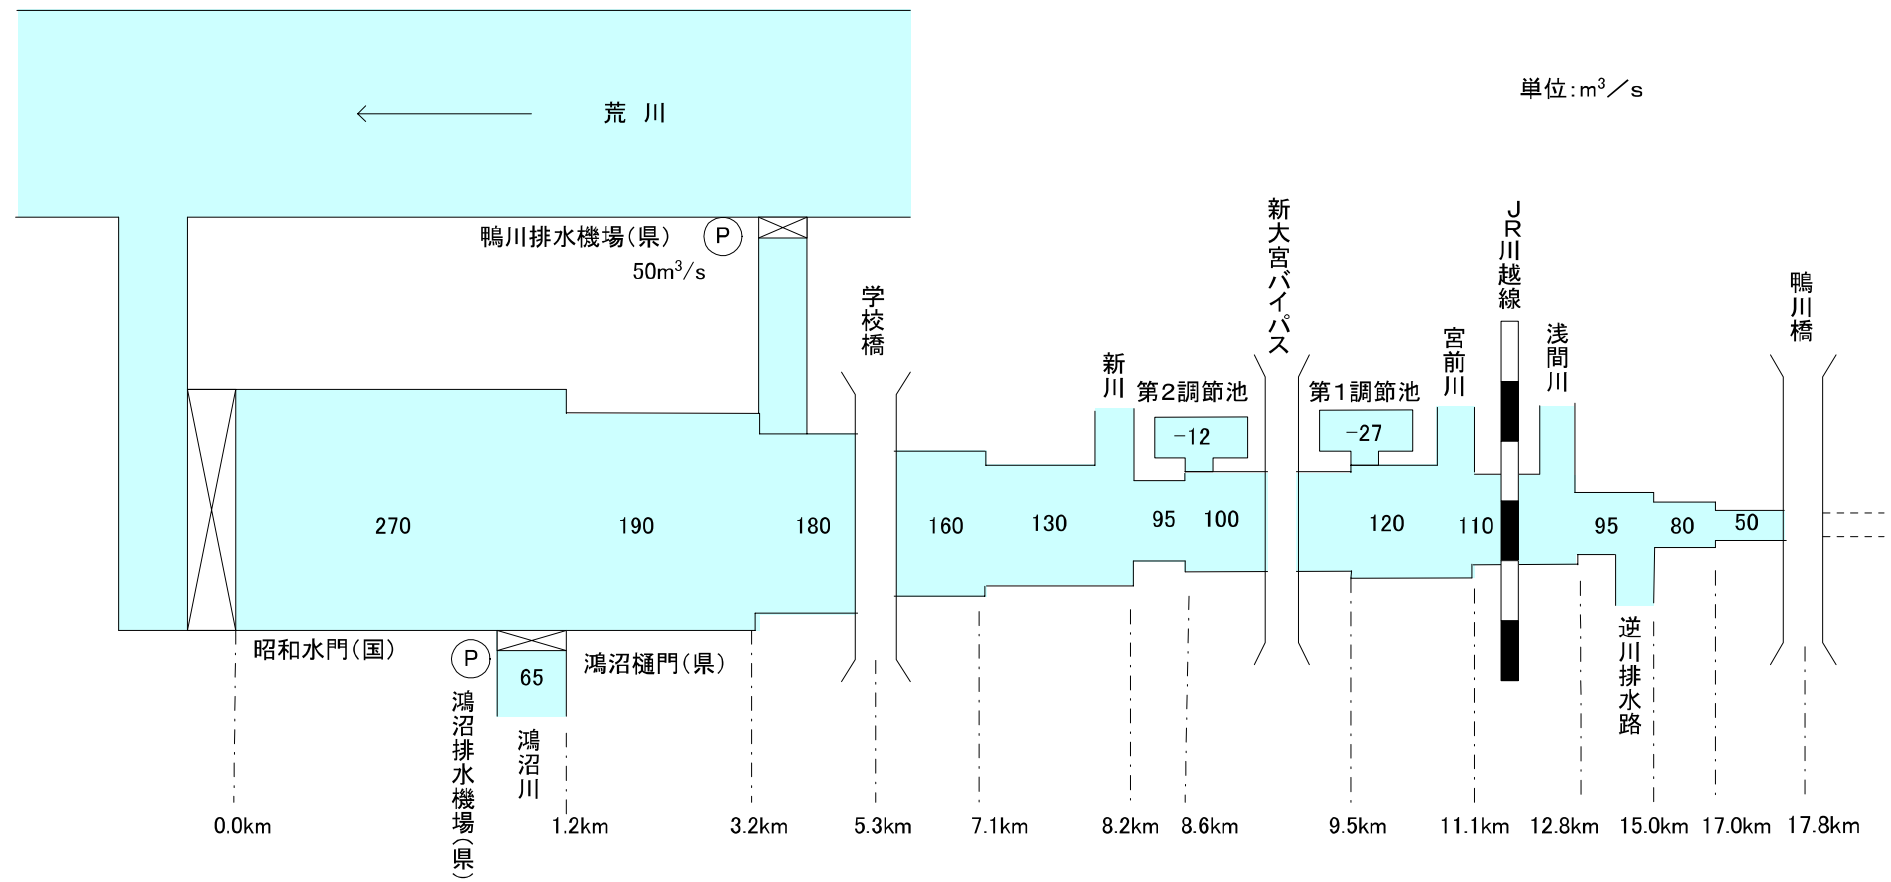 単位：m³／s
荒　川
鴨川排水機場（県）
P
50m³/s
学校橋
新川
第２調節池
－12
新大宮バイパス
第１調節池
－27
宮前川
ＪＲ川越線
浅間川
鴨川橋
270
190
180
160
130
95
100
120
110
95
80
50
昭和水門（国）
P
鴻沼樋門（県）
65
鴻沼排水機場（県）
鴻沼川
逆川排水路
0.0km
1.2km
3.2km
5.3km
7.1km
8.2km
8.6km
9.5km
11.1km
12.8km
15.0km
17.0km
17.8km